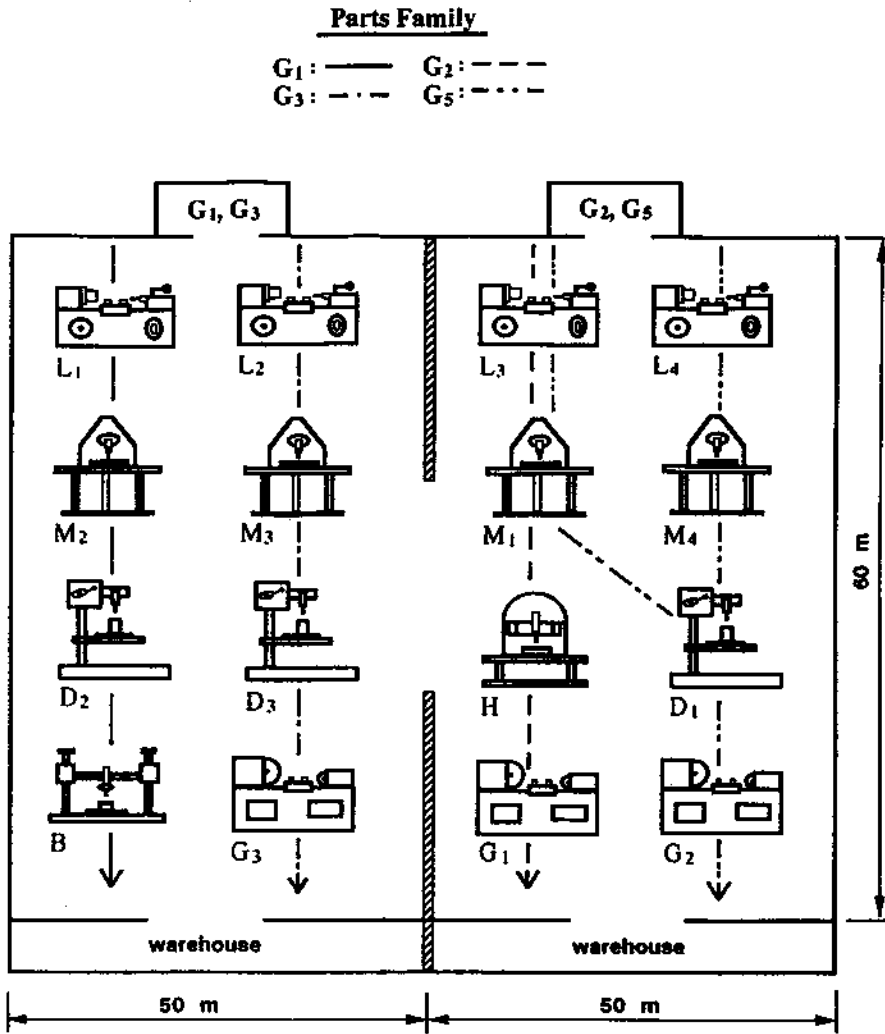 Parts Family
G1: G2:
G3: G5:
G1, G3 G2, G5
L1 L2 L3 L4
M2 M3 M1 M4
60 m
D2 D3 H D1
B G3 G1 G2
warehouse warehouse
50 m 50 m